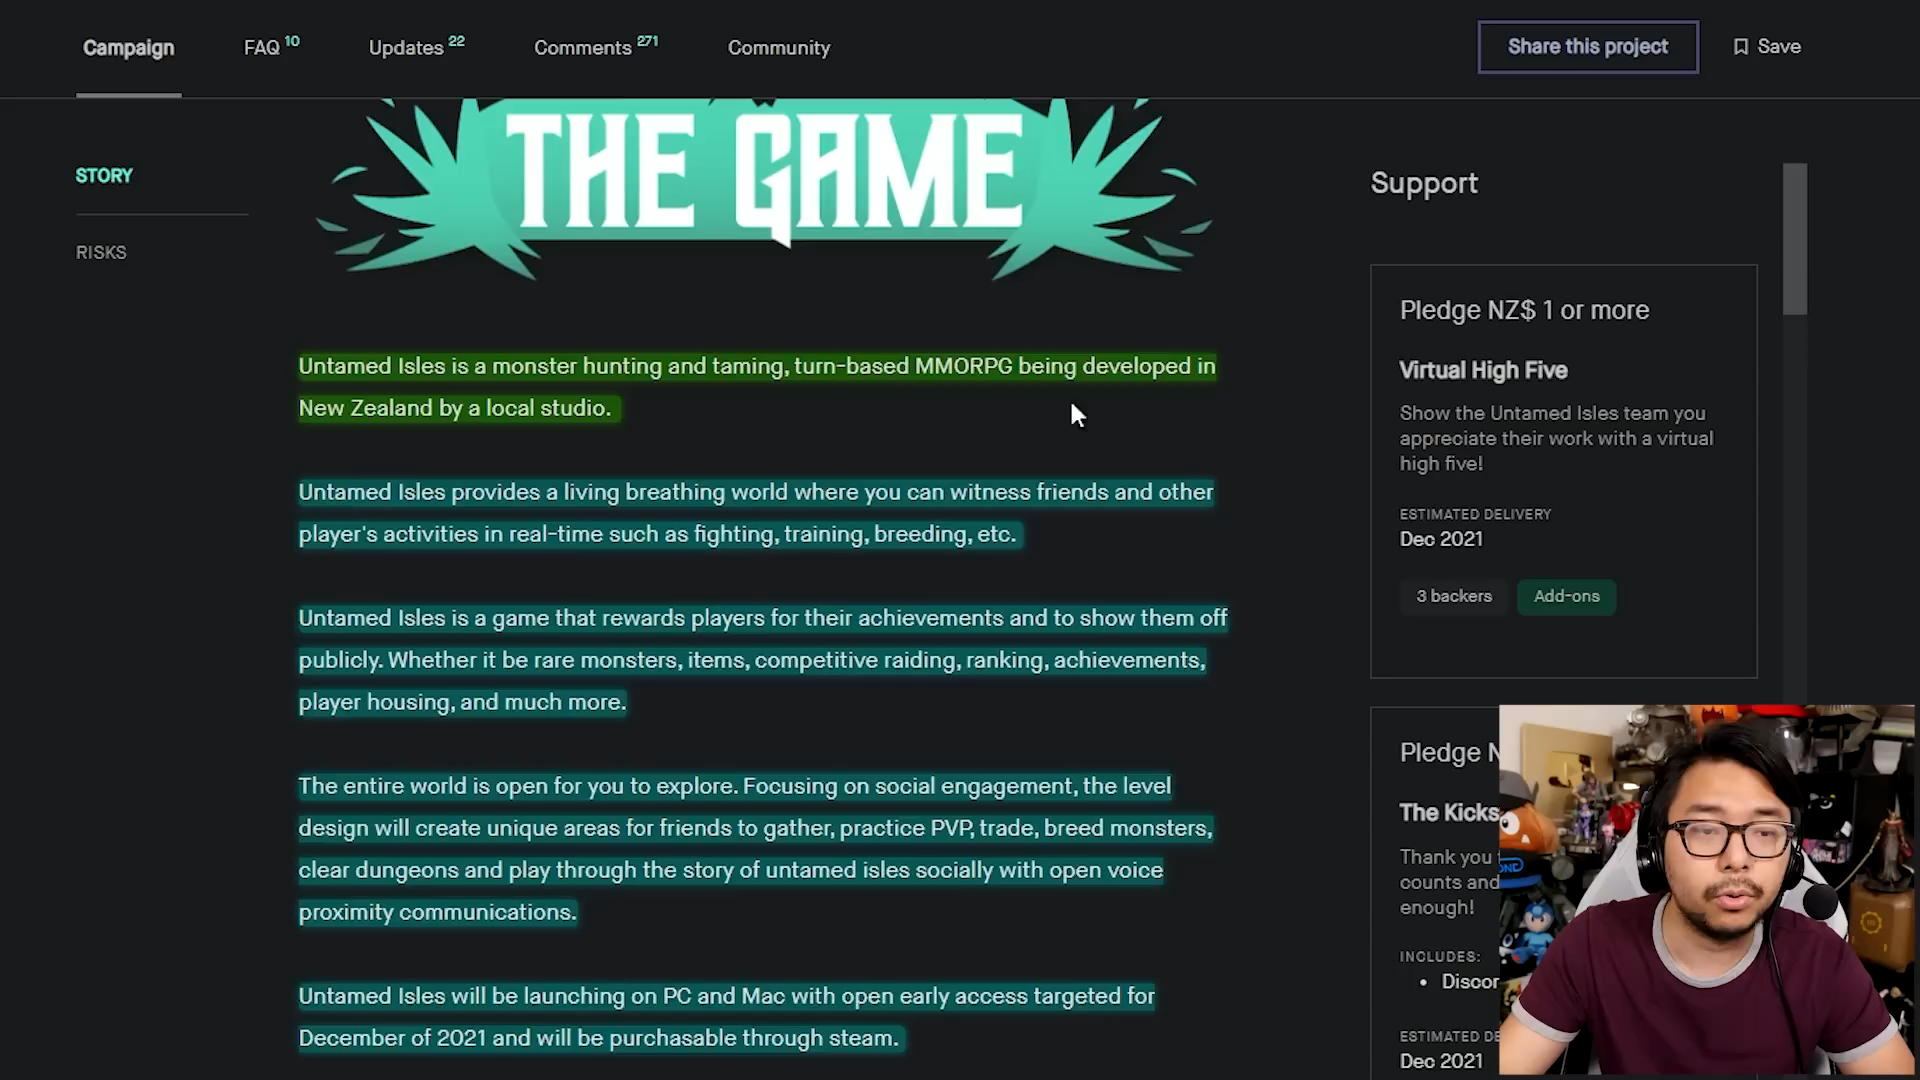 Campaign
FAQ 10
Updates 22
Comments 271
Community
Share this project
Save
STORY
RISKS
THE GAME
Untamed Isles is a monster hunting and taming, turn-based MMORPG being developed in
New Zealand by a local studio.
Untamed Isles provides a living breathing world where you can witness friends and other
player's activities in real-time such as fighting, training, breeding, etc.
Untamed Isles is a game that rewards players for their achievements and to show them off
publicly. Whether it be rare monsters, items, competitive raiding, ranking, achievements,
player housing, and much more.
The entire world is open for you to explore. Focusing on social engagement, the level
design will create unique areas for friends to gather, practice PVP, trade, breed monsters,
clear dungeons and play through the story of untamed isles socially with open voice
proximity communications.
Untamed Isles will be launching on PC and Mac with open early access targeted for
December of 2021 and will be purchasable through steam.
Support
Pledge NZ$ 1 or more
Virtual High Five
Show the Untamed Isles team you
appreciate their work with a virtual
high five!
ESTIMATED DELIVERY
Dec 2021
3 backers
Add-ons
Pledge N
The Kicks
Thank you
counts and
enough!
INCLUDES:
• Discor
ESTIMATED DE
Dec 2021